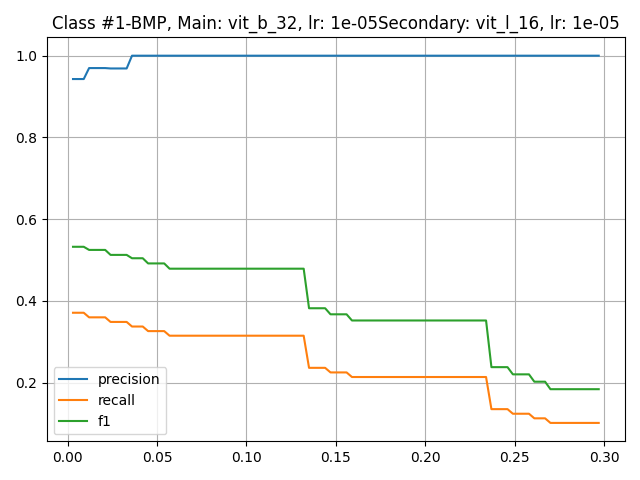 Class #1-BMP, Main: vit_b_32, lr: 1e-05Secondary: vit_l_16, lr: 1e-05
1.0
0.8
0.6
0.4
0.2
precision
recall
f1
0.00 0.05 0.10 0.15 0.20 0.25 0.30